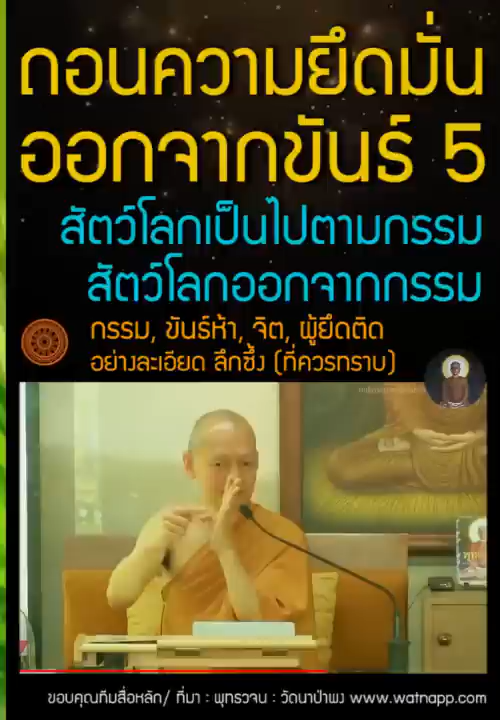 ถอนความยึดมั่น
ออกจากขันธ์ 5
สัตว์โลกเป็นไปตามกรรม
สัตว์โลกออกจากกรรม
กรรม, ขันธ์ห้า, จิต, ผู้ยึดติด
อย่างละเอียด ลึกซึ้ง (ที่ควรทราบ)
ขอบคุณทีมสื่อหลัก/ ที่มา : พุทธวจน : วัดนาป่าพง www.watnapp.com